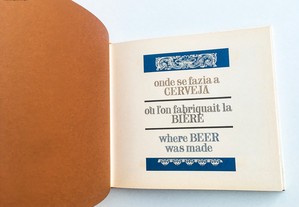 onde se fazia a
CERVEJA
où l'on fabriquait la
BIÈRE
where BEER
was made